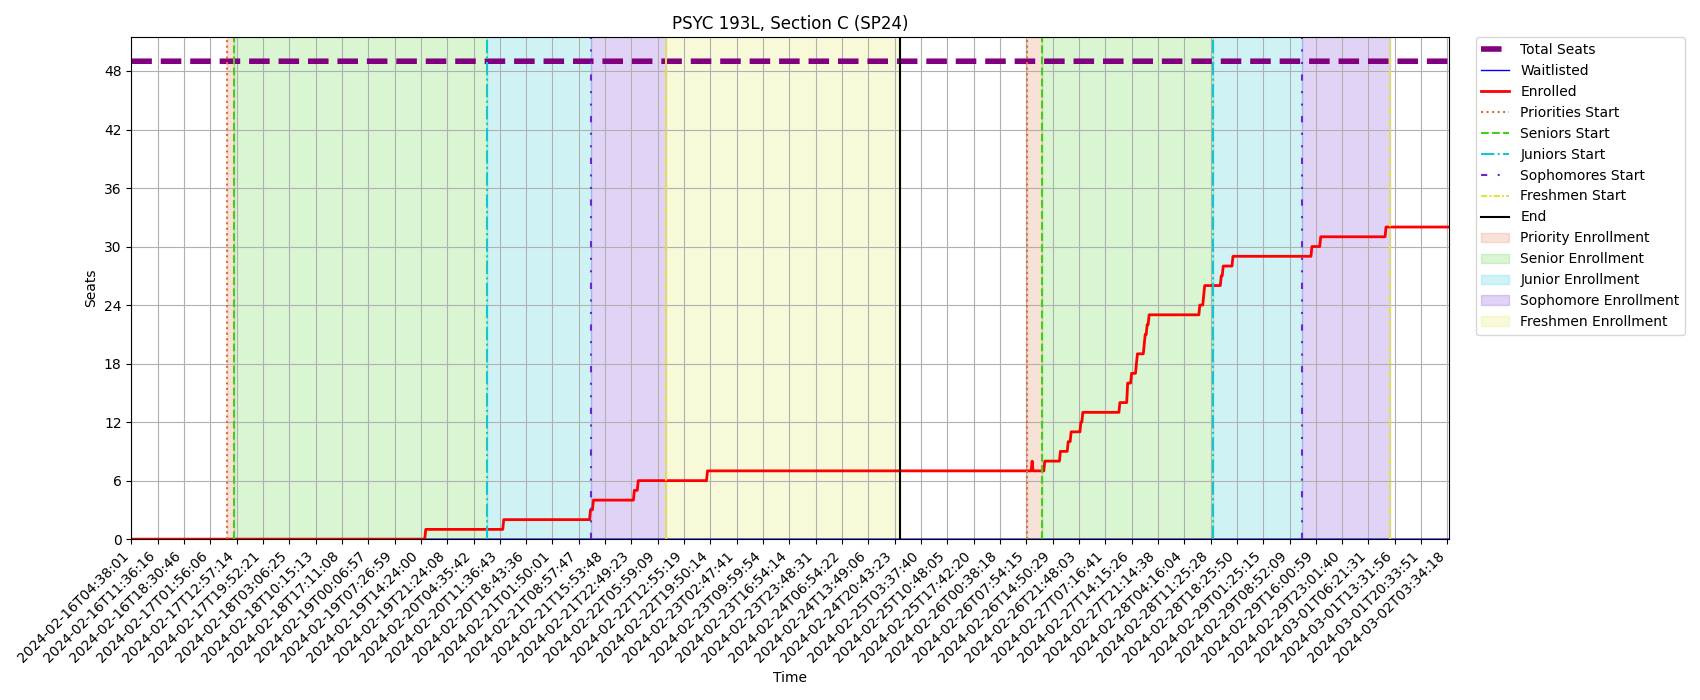 PSYC 193L, Section C (SP24)
Seats
48
42
36
30
24
18
12
6
0
2024-02-16T04:38:01
2024-02-16T11:36:16
2024-02-16T18:30:46
2024-02-17T01:56:06
2024-02-17T12:57:14
2024-02-17T19:52:21
2024-02-18T03:06:25
2024-02-18T10:15:13
2024-02-18T17:11:08
2024-02-19T00:06:57
2024-02-19T07:26:59
2024-02-19T14:24:00
2024-02-19T21:24:08
2024-02-20T04:35:42
2024-02-20T11:36:43
2024-02-20T18:43:36
2024-02-21T01:50:01
2024-02-21T08:57:47
2024-02-21T15:53:48
2024-02-21T22:49:23
2024-02-22T05:59:09
2024-02-22T12:55:19
2024-02-22T19:50:14
2024-02-23T02:47:41
2024-02-23T09:59:54
2024-02-23T16:54:14
2024-02-23T23:48:31
2024-02-24T06:54:22
2024-02-24T13:49:06
2024-02-24T20:43:23
2024-02-25T03:37:40
2024-02-25T10:48:05
2024-02-25T17:42:20
2024-02-26T00:38:18
2024-02-26T07:54:15
2024-02-26T14:50:29
2024-02-26T21:48:03
2024-02-27T07:16:41
2024-02-27T14:15:26
2024-02-27T21:14:38
2024-02-28T04:16:04
2024-02-28T11:25:28
2024-02-28T18:25:50
2024-02-29T01:25:15
2024-02-29T08:52:09
2024-02-29T16:00:59
2024-02-29T23:01:40
2024-03-01T06:21:31
2024-03-01T13:31:56
2024-03-01T20:33:51
2024-03-02T03:34:18
Time
Total Seats
Waitlisted
Enrolled
Priorities Start
Seniors Start
Juniors Start
Sophomores Start
Freshmen Start
End
Priority Enrollment
Senior Enrollment
Junior Enrollment
Sophomore Enrollment
Freshmen Enrollment